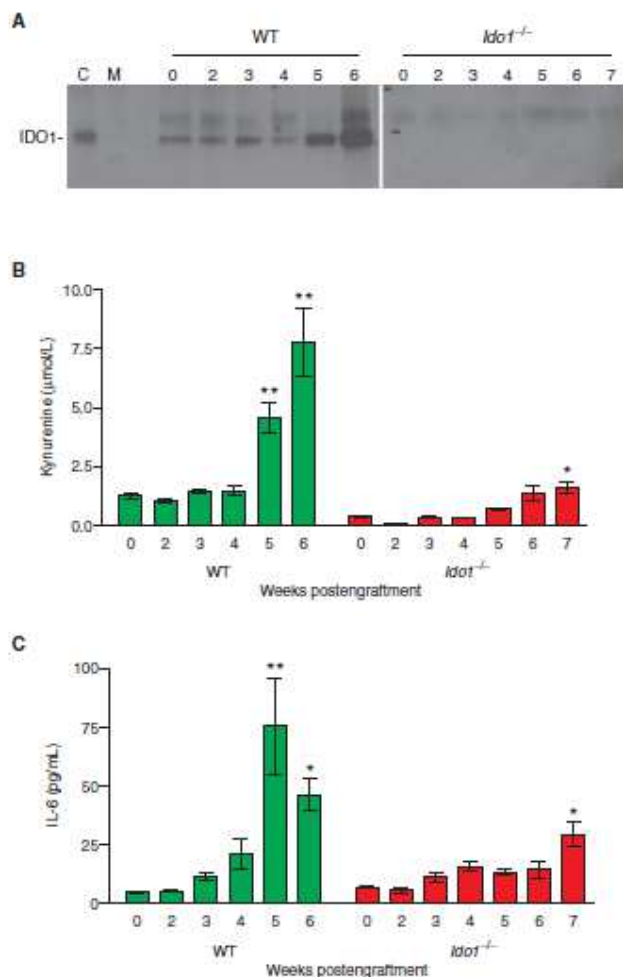 A
WT
Ido1⁻/⁻
C M 0 2 3 4 5 6 0 2 3 4 5 6 7
IDO1-
B
10.0
7.5
5.0
2.5
0.0
Kynurenine (μmol/L)
** ** *
0 2 3 4 5 6 0 2 3 4 5 6 7
WT Ido1⁻/⁻
Weeks postengraftment
C
100
75
50
25
0
IL-6 (pg/mL)
** * *
0 2 3 4 5 6 0 2 3 4 5 6 7
WT Ido1⁻/⁻
Weeks postengraftment